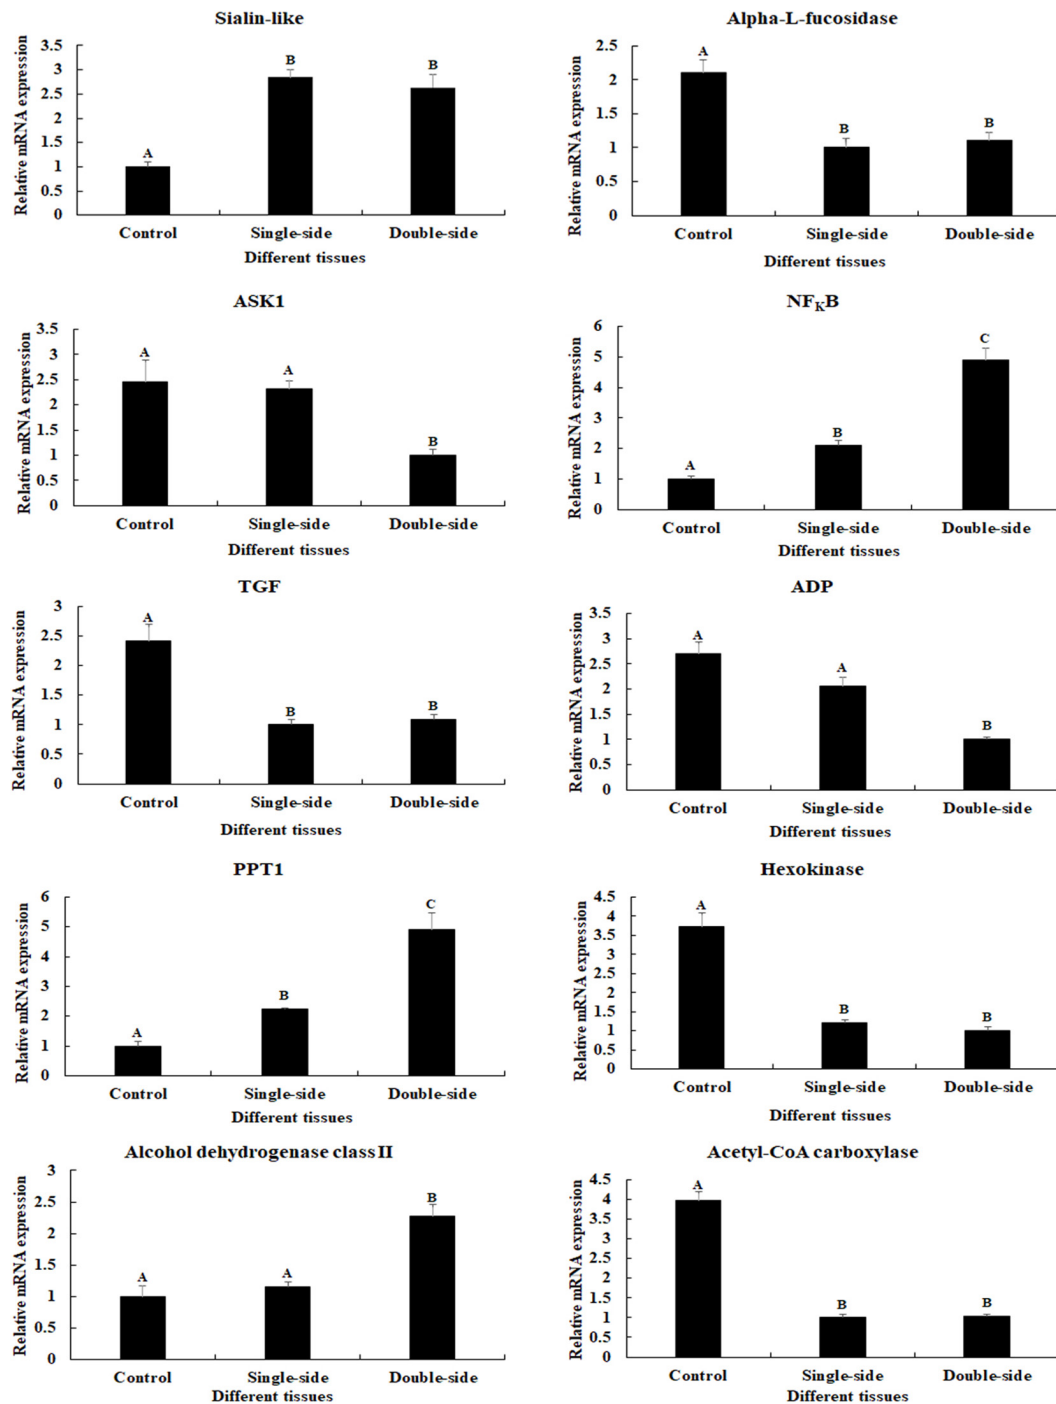 Sialin-like
Relative mRNA expression
3.5
3
2.5
2
1.5
1
0.5
0
A
B
B
Control Single-side Double-side
Different tissues
Alpha-L-fucosidase
Relative mRNA expression
2.5
2
1.5
1
0.5
0
A
B
B
Control Single-side Double-side
Different tissues
ASK1
Relative mRNA expression
3.5
3
2.5
2
1.5
1
0.5
0
A
A
B
Control Single-side Double-side
Different tissues
NFKB
Relative mRNA expression
6
5
4
3
2
1
0
A
B
C
Control Single-side Double-side
Different tissues
TGF
Relative mRNA expression
3
2.5
2
1.5
1
0.5
0
A
B
B
Control Single-side Double-side
Different tissues
ADP
Relative mRNA expression
3.5
3
2.5
2
1.5
1
0.5
0
A
A
B
Control Single-side Double-side
Different tissues
PPT1
Relative mRNA expression
6
5
4
3
2
1
0
A
B
C
Control Single-side Double-side
Different tissues
Hexokinase
Relative mRNA expression
4.5
4
3.5
3
2.5
2
1.5
1
0.5
0
A
B
B
Control Single-side Double-side
Different tissues
Alcohol dehydrogenase class II
Relative mRNA expression
3
2.5
2
1.5
1
0.5
0
A
A
B
Control Single-side Double-side
Different tissues
Acetyl-CoA carboxylase
Relative mRNA expression
4.5
4
3.5
3
2.5
2
1.5
1
0.5
0
A
B
B
Control Single-side Double-side
Different tissues